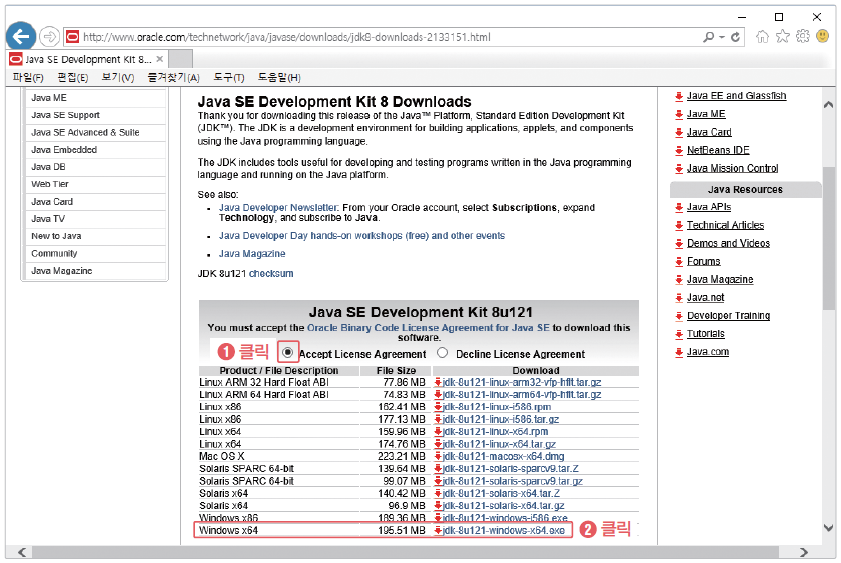 http://www.oracle.com/technetwork/java/javase/downloads/jdk8-downloads-2133151.html
Java SE Development Kit 8...
파일(F) 편집(E) 보기(V) 즐겨찾기(A) 도구(T) 도움말(H)
Java ME
Java SE Support
Java SE Advanced & Suite
Java Embedded
Java DB
Web Tier
Java Card
Java TV
New to Java
Community
Java Magazine
Java SE Development Kit 8 Downloads
Thank you for downloading this release of the Java™ Platform, Standard Edition Development Kit
(JDK™). The JDK is a development environment for building applications, applets, and components
using the Java programming language.
The JDK includes tools useful for developing and testing programs written in the Java programming
language and running on the Java platform.
See also:
Java Developer Newsletter: From your Oracle account, select Subscriptions, expand
Technology, and subscribe to Java.
Java Developer Day hands-on workshops (free) and other events
Java Magazine
JDK 8u121 checksum
Java SE Development Kit 8u121
You must accept the Oracle Binary Code License Agreement for Java SE to download this
software.
1 클릭 Accept License Agreement Decline License Agreement
Product / File Description File Size Download
Linux ARM 32 Hard Float ABI 77.86 MB jdk-8u121-linux-arm32-vfp-hflt.tar.gz
Linux ARM 64 Hard Float ABI 74.83 MB jdk-8u121-linux-arm64-vfp-hflt.tar.gz
Linux x86 162.41 MB jdk-8u121-linux-i586.rpm
Linux x86 177.13 MB jdk-8u121-linux-i586.tar.gz
Linux x64 159.96 MB jdk-8u121-linux-x64.rpm
Linux x64 174.76 MB jdk-8u121-linux-x64.tar.gz
Mac OS X 223.21 MB jdk-8u121-macosx-x64.dmg
Solaris SPARC 64-bit 139.64 MB jdk-8u121-solaris-sparcv9.tar.Z
Solaris SPARC 64-bit 99.07 MB jdk-8u121-solaris-sparcv9.tar.gz
Solaris x64 140.42 MB jdk-8u121-solaris-x64.tar.Z
Solaris x64 96.9 MB jdk-8u121-solaris-x64.tar.gz
Windows x86 189.36 MB jdk-8u121-windows-i586.exe
Windows x64 195.51 MB jdk-8u121-windows-x64.exe 2 클릭
Java EE and Glassfish
Java ME
Java Card
NetBeans IDE
Java Mission Control
Java Resources
Java APIs
Technical Articles
Demos and Videos
Forums
Java Magazine
Java.net
Developer Training
Tutorials
Java.com